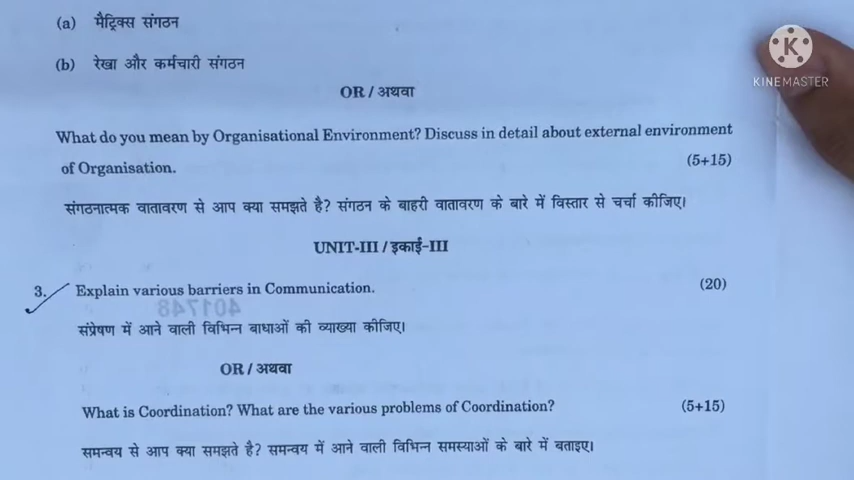 (a) मैट्रिक्स संगठन
(b) रेखा और कर्मचारी संगठन
OR / अथवा
What do you mean by Organisational Environment? Discuss in detail about external environment
of Organisation. (5+15)
संगठनात्मक वातावरण से आप क्या समझते है? संगठन के बाहरी वातावरण के बारे में विस्तार से चर्चा कीजिए।
UNIT-III / इकाई-III
3. Explain various barriers in Communication. (20)
401748
संप्रेषण में आने वाली विभिन्न बाधाओं की व्याख्या कीजिए।
OR / अथवा
What is Coordination? What are the various problems of Coordination? (5+15)
समन्वय से आप क्या समझते है? समन्वय में आने वाली विभिन्न समस्याओं के बारे में बताइए।
K
KINEMASTER